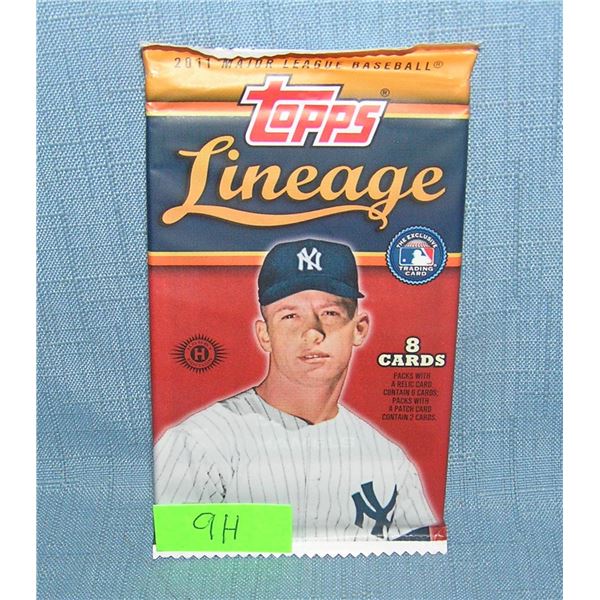 2011 MAJOR LEAGUE BASEBALL®
TOPPS®
Lineage
THE EXCLUSIVE
TRADING
CARD
NY
8
CARDS
PACKS WITH
A RELIC CARD
CONTAIN 6 CARDS;
PACKS WITH
A PATCH CARD
CONTAIN 2 CARDS.
H
NY
9H